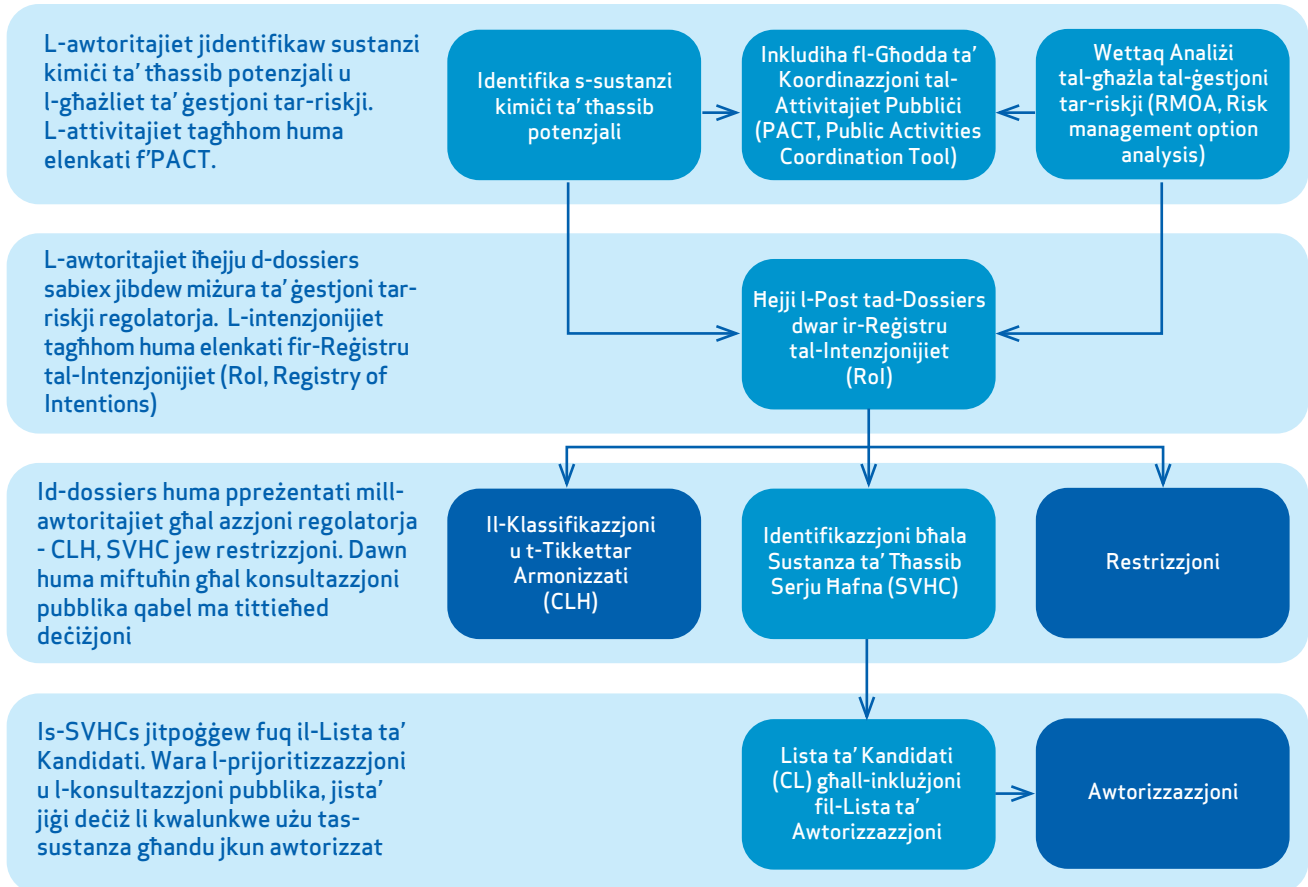 L-awtoritajiet jidentifikaw sustanzi
kimiċi ta’ tħassib potenzjali u
l-għażliet ta’ ġestjoni tar-riskji.
L-attivitajiet tagħhom huma
elenkati f’PACT.
Identifika s-sustanzi
kimiċi ta’ tħassib
potenzjali
Inkludiha fl-Għodda ta’
Koordinazzjoni tal-
Attivitajiet Pubbliċi
(PACT, Public Activities
Coordination Tool)
Wettaq Analiżi
tal-għażla tal-ġestjoni
tar-riskji (RMOA, Risk
management option
analysis)
L-awtoritajiet iħejju d-dossiers
sabiex jibdew miżura ta’ ġestjoni tar-
riskji regolatorja. L-intenzjonijiet
tagħhom huma elenkati fir-Reġistru
tal-Intenzjonijiet (RoI, Registry of
Intentions)
Ħejji l-Post tad-Dossiers
dwar ir-Reġistru
tal-Intenzjonijiet
(RoI)
Id-dossiers huma ppreżentati mill-
awtoritajiet għal azzjoni regolatorja
- CLH, SVHC jew restrizzjoni. Dawn
huma miftuħin għal konsultazzjoni
pubblika qabel ma tittieħed
deċiżjoni
Il-Klassifikazzjoni
u t-Tikkettar
Armonizzati
(CLH)
Identifikazzjoni bħala
Sustanza ta’ Tħassib
Serju Ħafna (SVHC)
Restrizzjoni
Is-SVHCs jitpoġġew fuq il-Lista ta’
Kandidati. Wara l-prijoritizzazzjoni
u l-konsultazzjoni pubblika, jista’
jiġi deċiż li kwalunkwe użu tas-
sustanza għandu jkun awtorizzat
Lista ta’ Kandidati
(CL) għall-inklużjoni
fil-Lista ta’
Awtorizzazzjoni
Awtorizzazzjoni